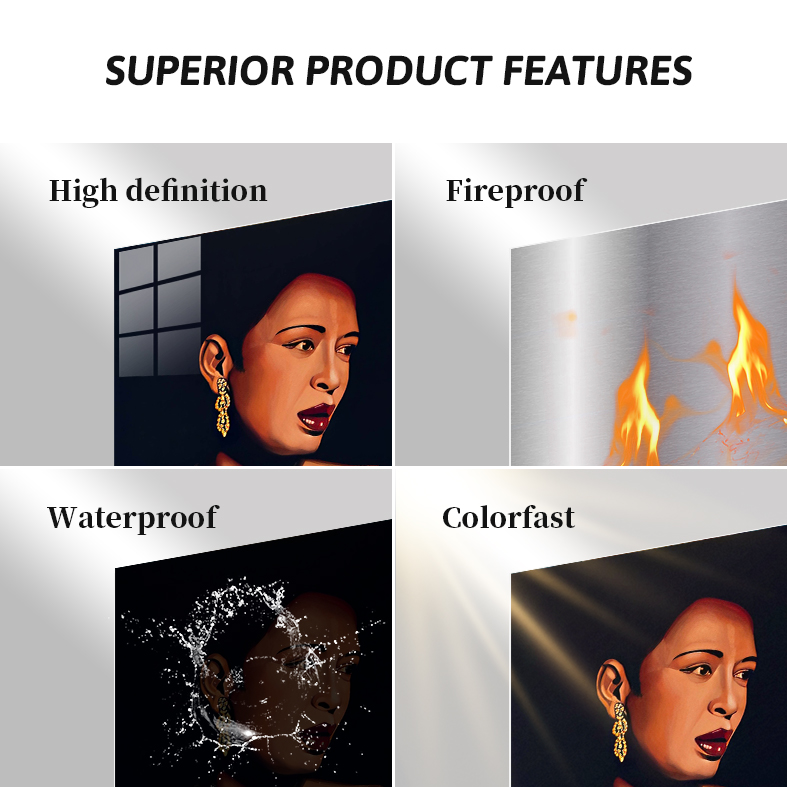 SUPERIOR PRODUCT FEATURES
High definition
Fireproof
Waterproof
Colorfast